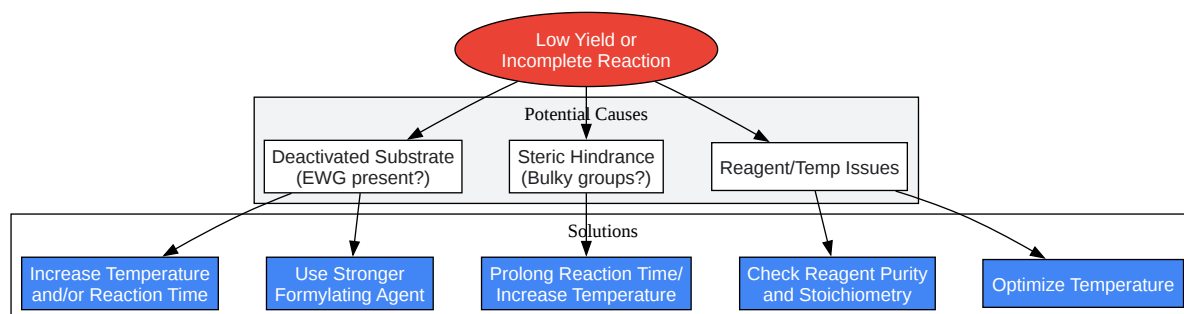 Low Yield or
Incomplete Reaction
Potential Causes
Deactivated Substrate
(EWG present?)
Steric Hindrance
(Bulky groups?)
Reagent/Temp Issues
Solutions
Increase Temperature
and/or Reaction Time
Use Stronger
Formylating Agent
Prolong Reaction Time/
Increase Temperature
Check Reagent Purity
and Stoichiometry
Optimize Temperature